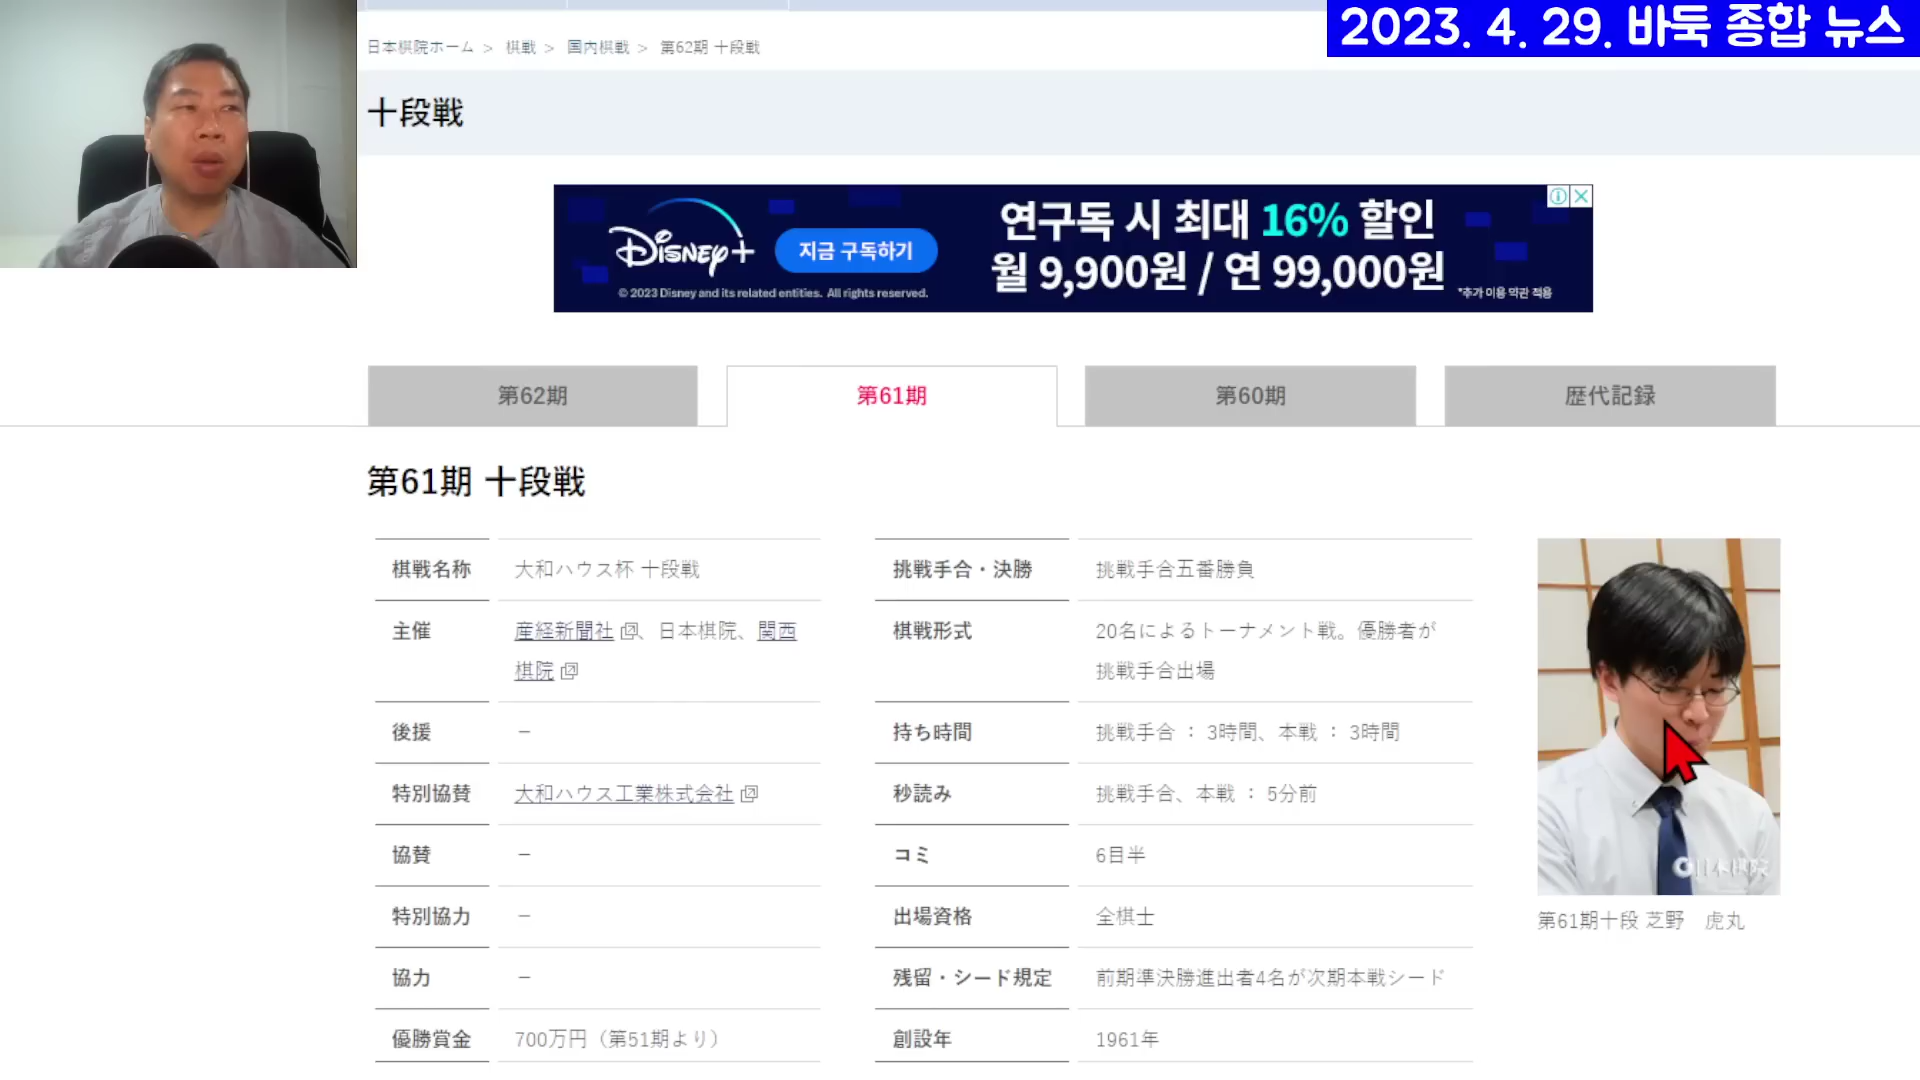 2023. 4. 29. 바둑 종합 뉴스
日本棋院ホーム > 棋戦 > 国内棋戦 > 第62期 十段戦
十段戦
Disney+
지금 구독하기
© 2023 Disney and its related entities. All rights reserved.
연구독 시 최대 16% 할인
월 9,900원 / 연 99,000원
*추가 이용 약관 적용
第62期
第61期
第60期
歴代記録
第61期 十段戦
棋戦名称 大和ハウス杯 十段戦
主催 産経新聞社、日本棋院、関西
棋院
後援 −
特別協賛 大和ハウス工業株式会社
協賛 −
特別協力 −
協力 −
優勝賞金 700万円（第51期より）
挑戦手合・決勝 挑戦手合五番勝負
棋戦形式 20名によるトーナメント戦。優勝者が
挑戦手合出場
持ち時間 挑戦手合 ： 3時間、本戦 ： 3時間
秒読み 挑戦手合、本戦 ： 5分前
コミ 6目半
出場資格 全棋士
残留・シード規定 前期準決勝進出者4名が次期本戦シード
創設年 1961年
日本棋院
第61期十段 芝野　虎丸